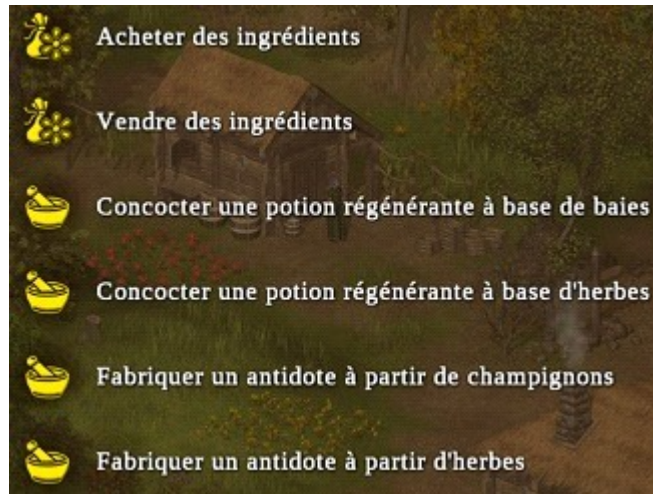 Acheter des ingrédients
Vendre des ingrédients
Concocter une potion régénérante à base de baies
Concocter une potion régénérante à base d'herbes
Fabriquer un antidote à partir de champignons
Fabriquer un antidote à partir d'herbes